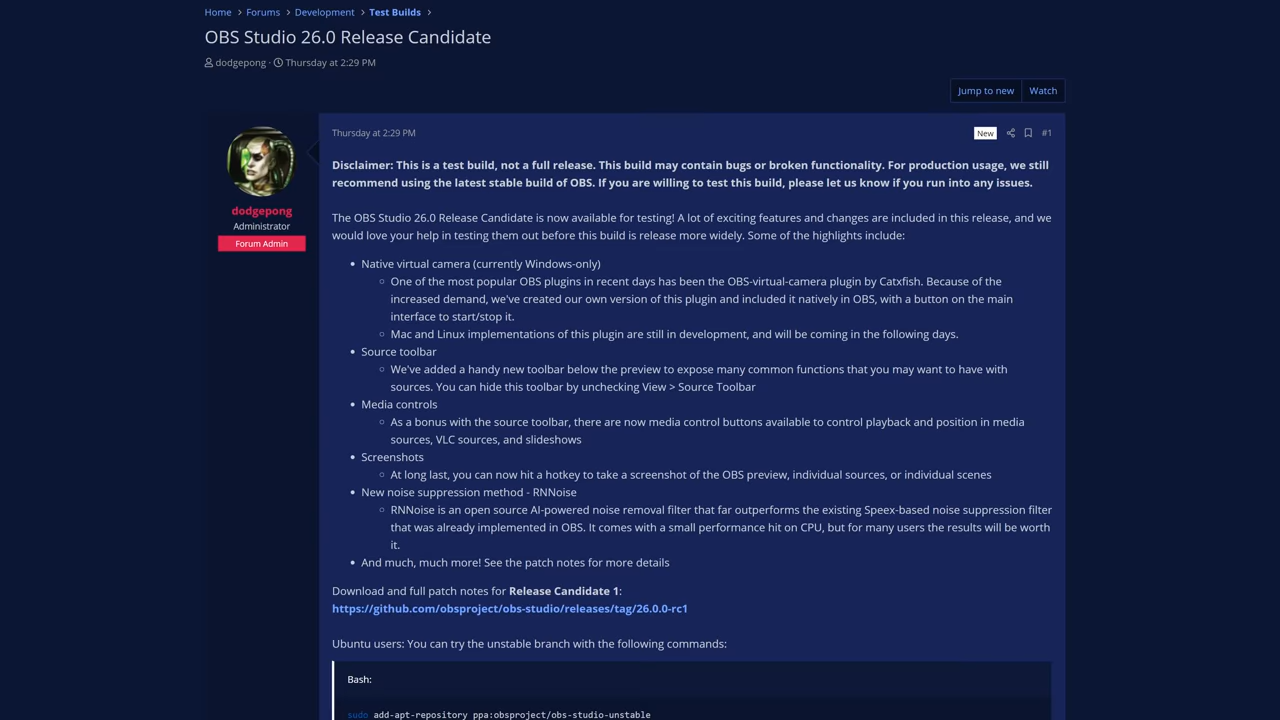 Home > Forums > Development > Test Builds >
OBS Studio 26.0 Release Candidate
dodgepong · Thursday at 2:29 PM
Jump to new Watch
Thursday at 2:29 PM New #1
dodgepong
Administrator
Forum Admin
Disclaimer: This is a test build, not a full release. This build may contain bugs or broken functionality. For production usage, we still
recommend using the latest stable build of OBS. If you are willing to test this build, please let us know if you run into any issues.
The OBS Studio 26.0 Release Candidate is now available for testing! A lot of exciting features and changes are included in this release, and we
would love your help in testing them out before this build is release more widely. Some of the highlights include:
• Native virtual camera (currently Windows-only)
◦ One of the most popular OBS plugins in recent days has been the OBS-virtual-camera plugin by Catxfish. Because of the
increased demand, we've created our own version of this plugin and included it natively in OBS, with a button on the main
interface to start/stop it.
◦ Mac and Linux implementations of this plugin are still in development, and will be coming in the following days.
• Source toolbar
◦ We've added a handy new toolbar below the preview to expose many common functions that you may want to have with
sources. You can hide this toolbar by unchecking View > Source Toolbar
• Media controls
◦ As a bonus with the source toolbar, there are now media control buttons available to control playback and position in media
sources, VLC sources, and slideshows
• Screenshots
◦ At long last, you can now hit a hotkey to take a screenshot of the OBS preview, individual sources, or individual scenes
• New noise suppression method - RNNoise
◦ RNNoise is an open source AI-powered noise removal filter that far outperforms the existing Speex-based noise suppression filter
that was already implemented in OBS. It comes with a small performance hit on CPU, but for many users the results will be worth
it.
• And much, much more! See the patch notes for more details
Download and full patch notes for Release Candidate 1:
https://github.com/obsproject/obs-studio/releases/tag/26.0.0-rc1
Ubuntu users: You can try the unstable branch with the following commands:
Bash:
sudo add-apt-repository ppa:obsproject/obs-studio-unstable